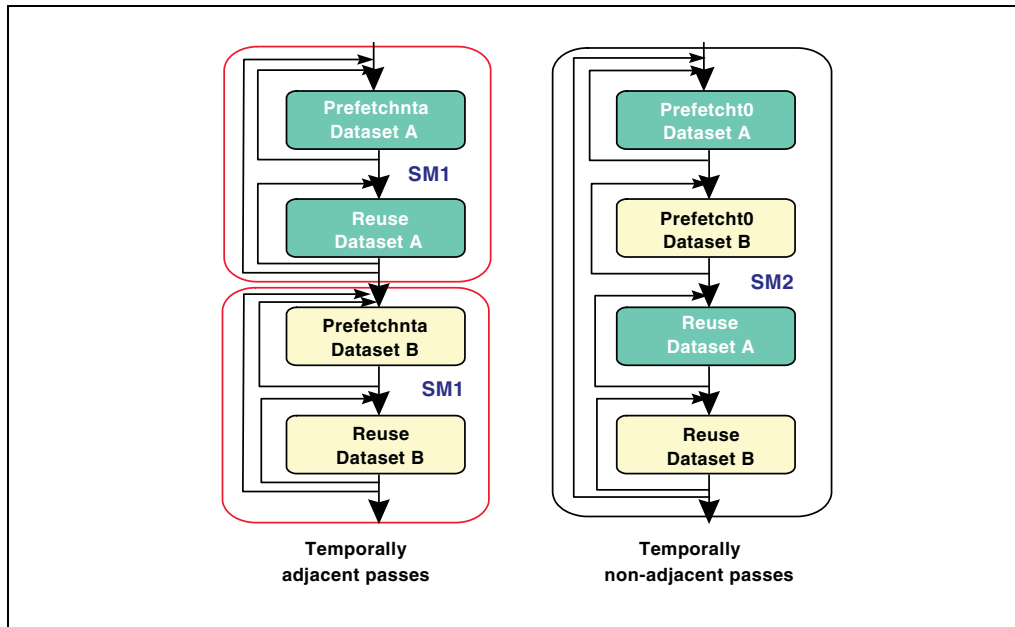 Prefetchnta
Dataset A
SM1
Reuse
Dataset A
Prefetchnta
Dataset B
SM1
Reuse
Dataset B
Temporally
adjacent passes
Prefetcht0
Dataset A
Prefetcht0
Dataset B
SM2
Reuse
Dataset A
Reuse
Dataset B
Temporally
non-adjacent passes